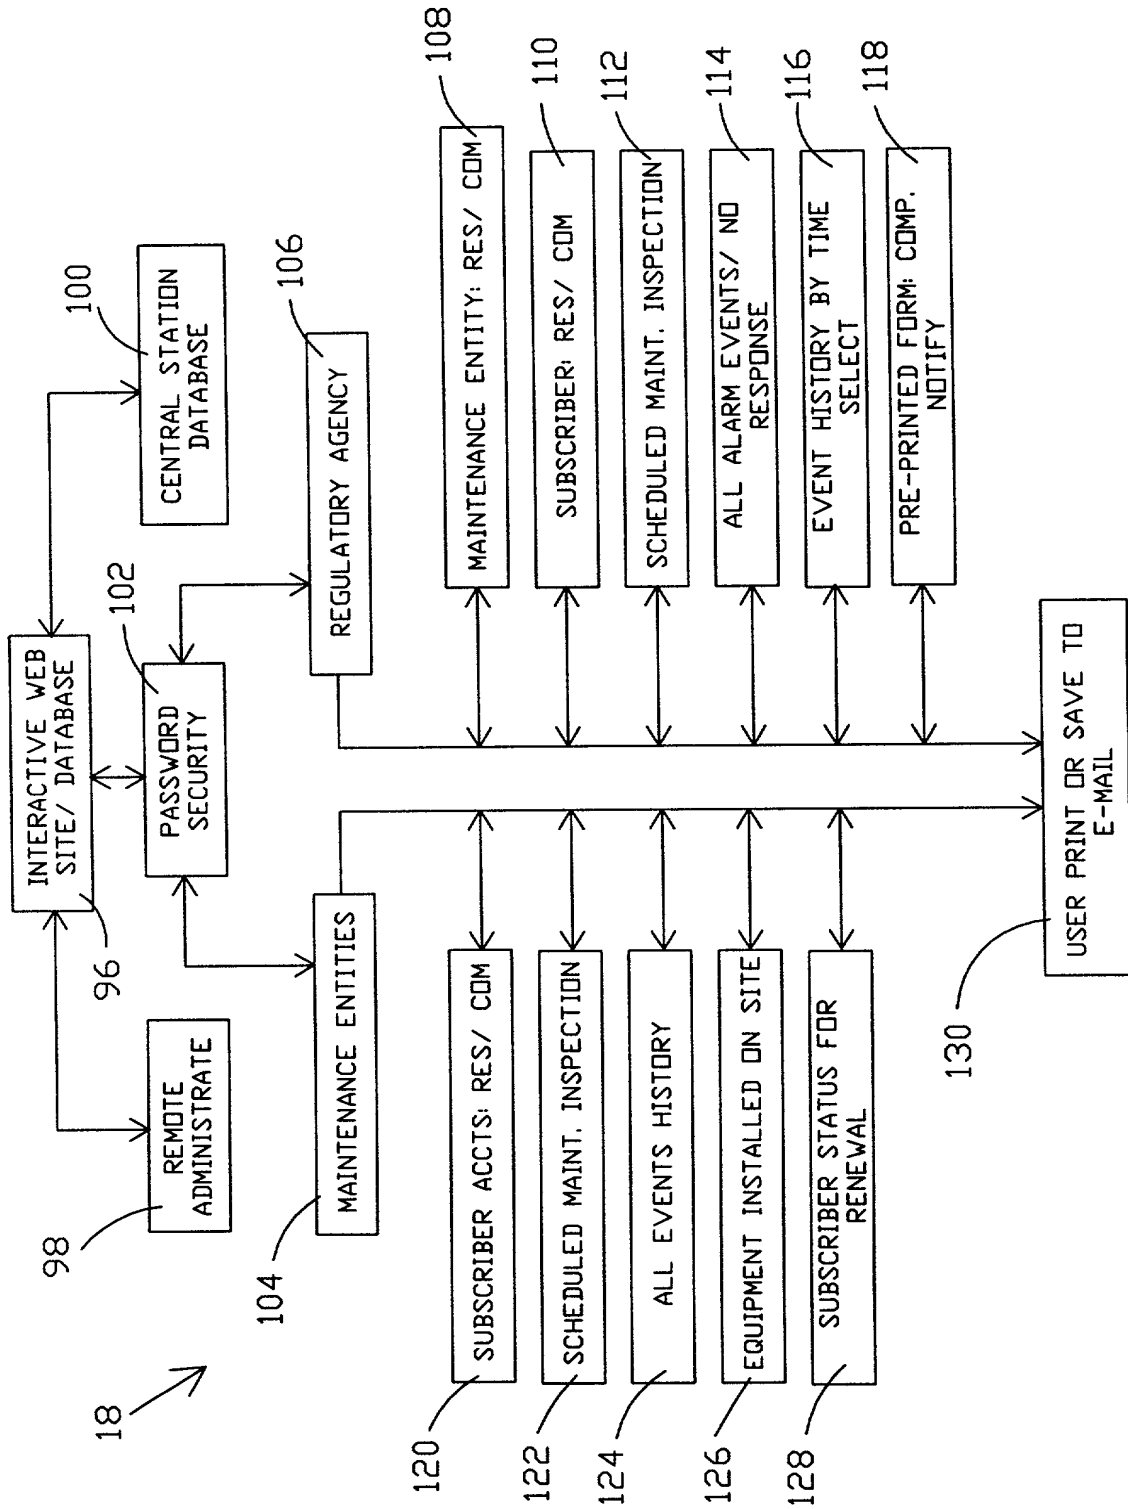 18
INTERACTIVE WEB
SITE/ DATABASE
96
REMOTE
ADMINISTRATE
98
PASSWORD
SECURITY
102
CENTRAL STATION
DATABASE
100
MAINTENANCE ENTITIES
104
REGULATORY AGENCY
106
SUBSCRIBER ACCTS: RES/ COM
120
SCHEDULED MAINT. INSPECTION
122
ALL EVENTS HISTORY
124
EQUIPMENT INSTALLED ON SITE
126
SUBSCRIBER STATUS FOR
RENEWAL
128
MAINTENANCE ENTITY: RES/ COM
108
SUBSCRIBER: RES/ COM
110
SCHEDULED MAINT. INSPECTION
112
ALL ALARM EVENTS/ NO
RESPONSE
114
EVENT HISTORY BY TIME
SELECT
116
PRE-PRINTED FORM: COMP.
NOTIFY
118
USER PRINT OR SAVE TO
E-MAIL
130